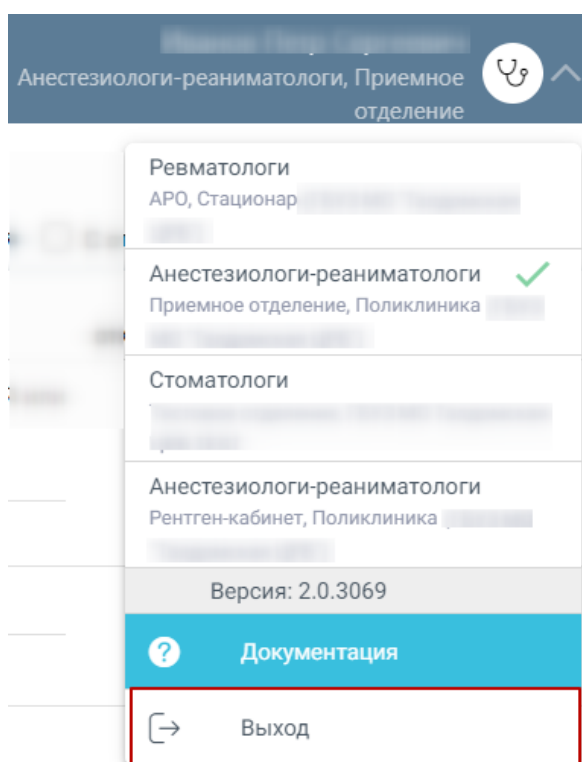 Анестезиологи-реаниматологи, Приемное
отделение
Ревматологи
АРО, Стационар
Анестезиологи-реаниматологи
Приемное отделение, Поликлиника
Стоматологи
Анестезиологи-реаниматологи
Рентген-кабинет, Поликлиника
Версия: 2.0.3069
Документация
Выход